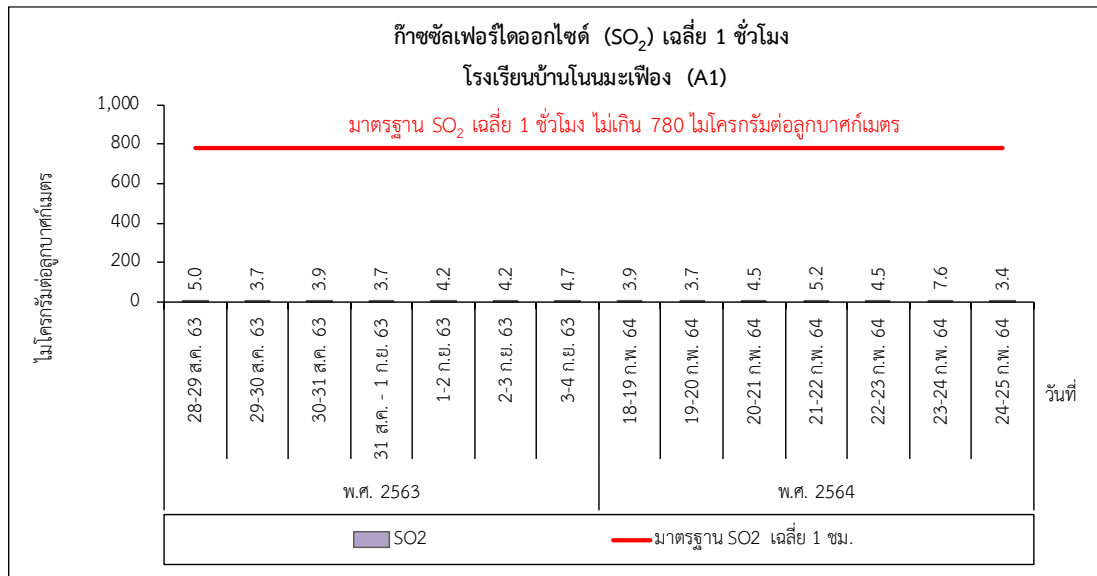 ก๊าซซัลเฟอร์ไดออกไซด์ (SO2) เฉลี่ย 1 ชั่วโมง
โรงเรียนบ้านโนนมะเฟือง (A1)
มาตรฐาน SO2 เฉลี่ย 1 ชั่วโมง ไม่เกิน 780 ไมโครกรัมต่อลูกบาศก์เมตร
ไมโครกรัมต่อลูกบาศก์เมตร
1,000
800
600
400
200
0
5.0
3.7
3.9
3.7
4.2
4.2
4.7
3.9
3.7
4.5
5.2
4.5
7.6
3.4
28-29 ส.ค. 63
29-30 ส.ค. 63
30-31 ส.ค. 63
31 ส.ค. - 1 ก.ย. 63
1-2 ก.ย. 63
2-3 ก.ย. 63
3-4 ก.ย. 63
18-19 ก.พ. 64
19-20 ก.พ. 64
20-21 ก.พ. 64
21-22 ก.พ. 64
22-23 ก.พ. 64
23-24 ก.พ. 64
24-25 ก.พ. 64
วันที่
พ.ศ. 2563
พ.ศ. 2564
SO2
มาตรฐาน SO2 เฉลี่ย 1 ชม.